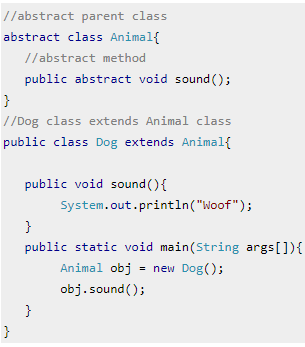 //abstract parent class
abstract class Animal{
   //abstract method
   public abstract void sound();
}
//Dog class extends Animal class
public class Dog extends Animal{

   public void sound(){
        System.out.println("Woof");
   }
   public static void main(String args[]){
        Animal obj = new Dog();
        obj.sound();
   }
}